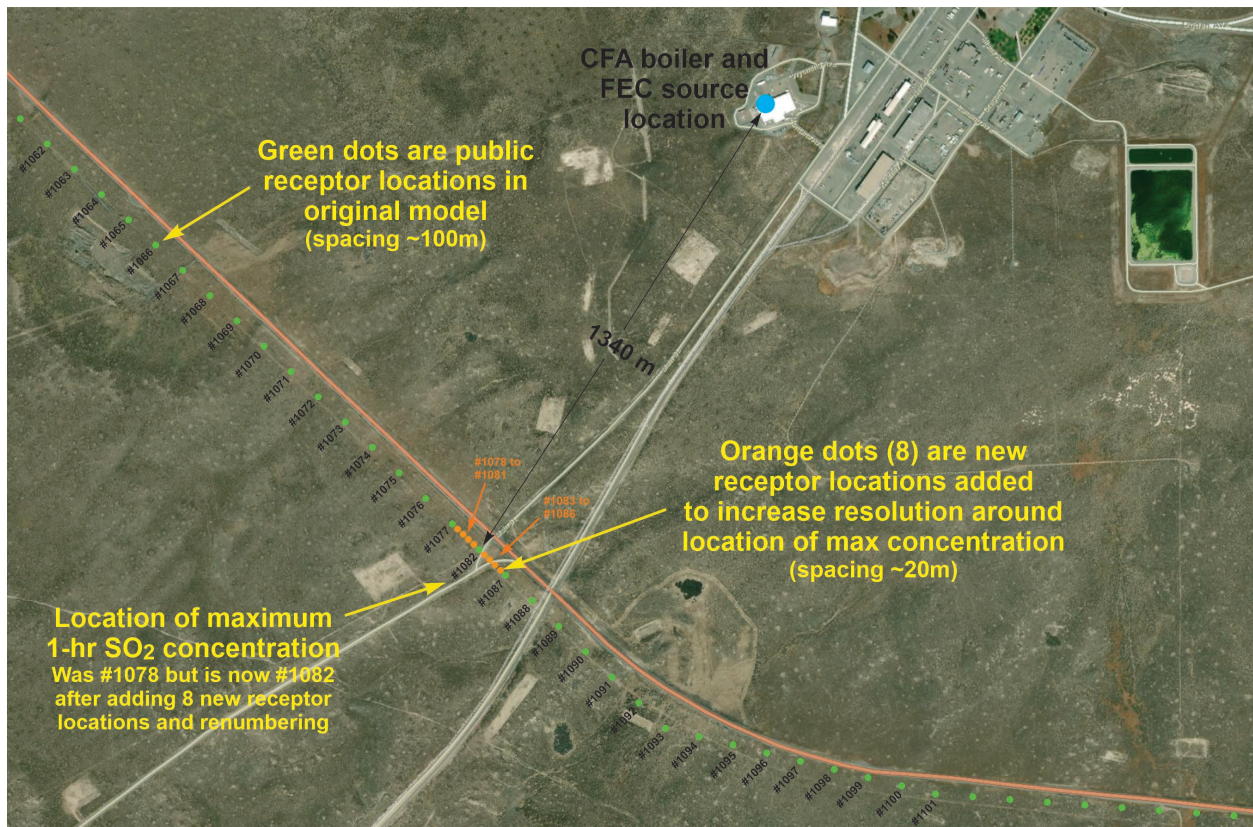 CFA boiler and
FEC source
location
Green dots are public
receptor locations in
original model
(spacing ~100m)
#1062
#1063
#1064
#1065
#1066
#1067
#1068
#1069
#1070
#1071
#1072
#1073
#1074
#1075
#1076
#1077
1340 m
#1078 to
#1081
#1083 to
#1086
Orange dots (8) are new
receptor locations added
to increase resolution around
location of max concentration
(spacing ~20m)
#1082
#1087
#1088
#1089
#1090
#1091
#1092
#1093
#1094
#1095
#1096
#1097
#1098
#1099
#1100
#1101
Location of maximum
1-hr SO2 concentration
Was #1078 but is now #1082
after adding 8 new receptor
locations and renumbering